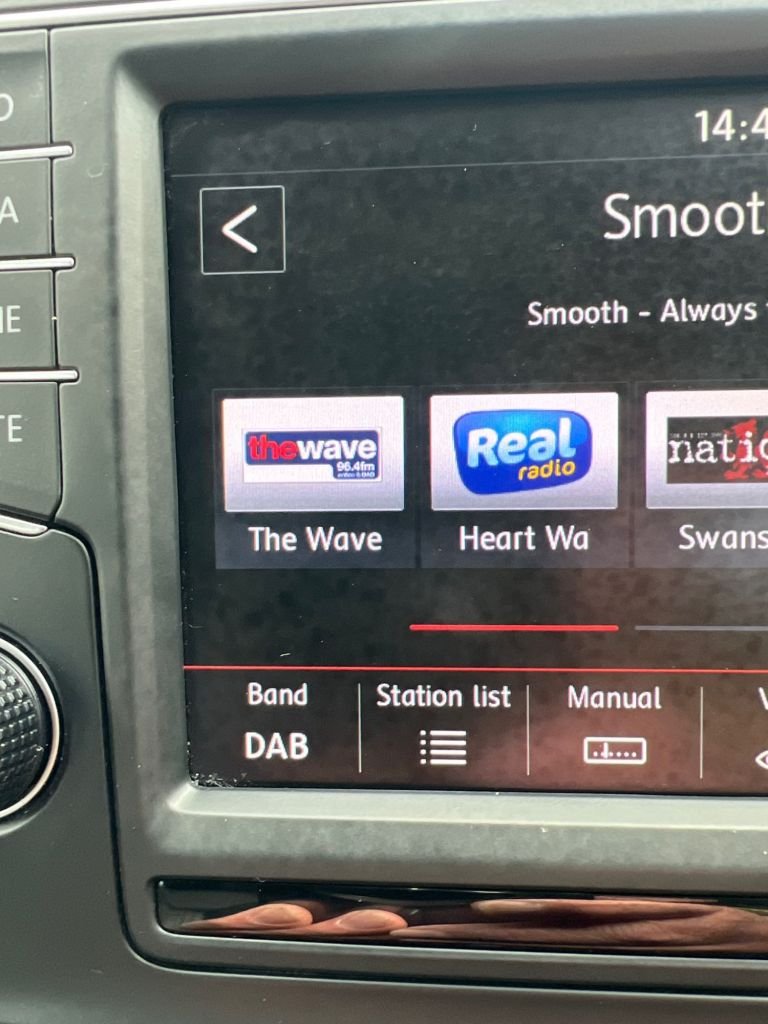 14:4
Smoot
Smooth - Always
thewave
96.4fm
The Wave
Real
radio
Heart Wa
natio
Swans
Band
DAB
Station list
Manual
A
E
TE